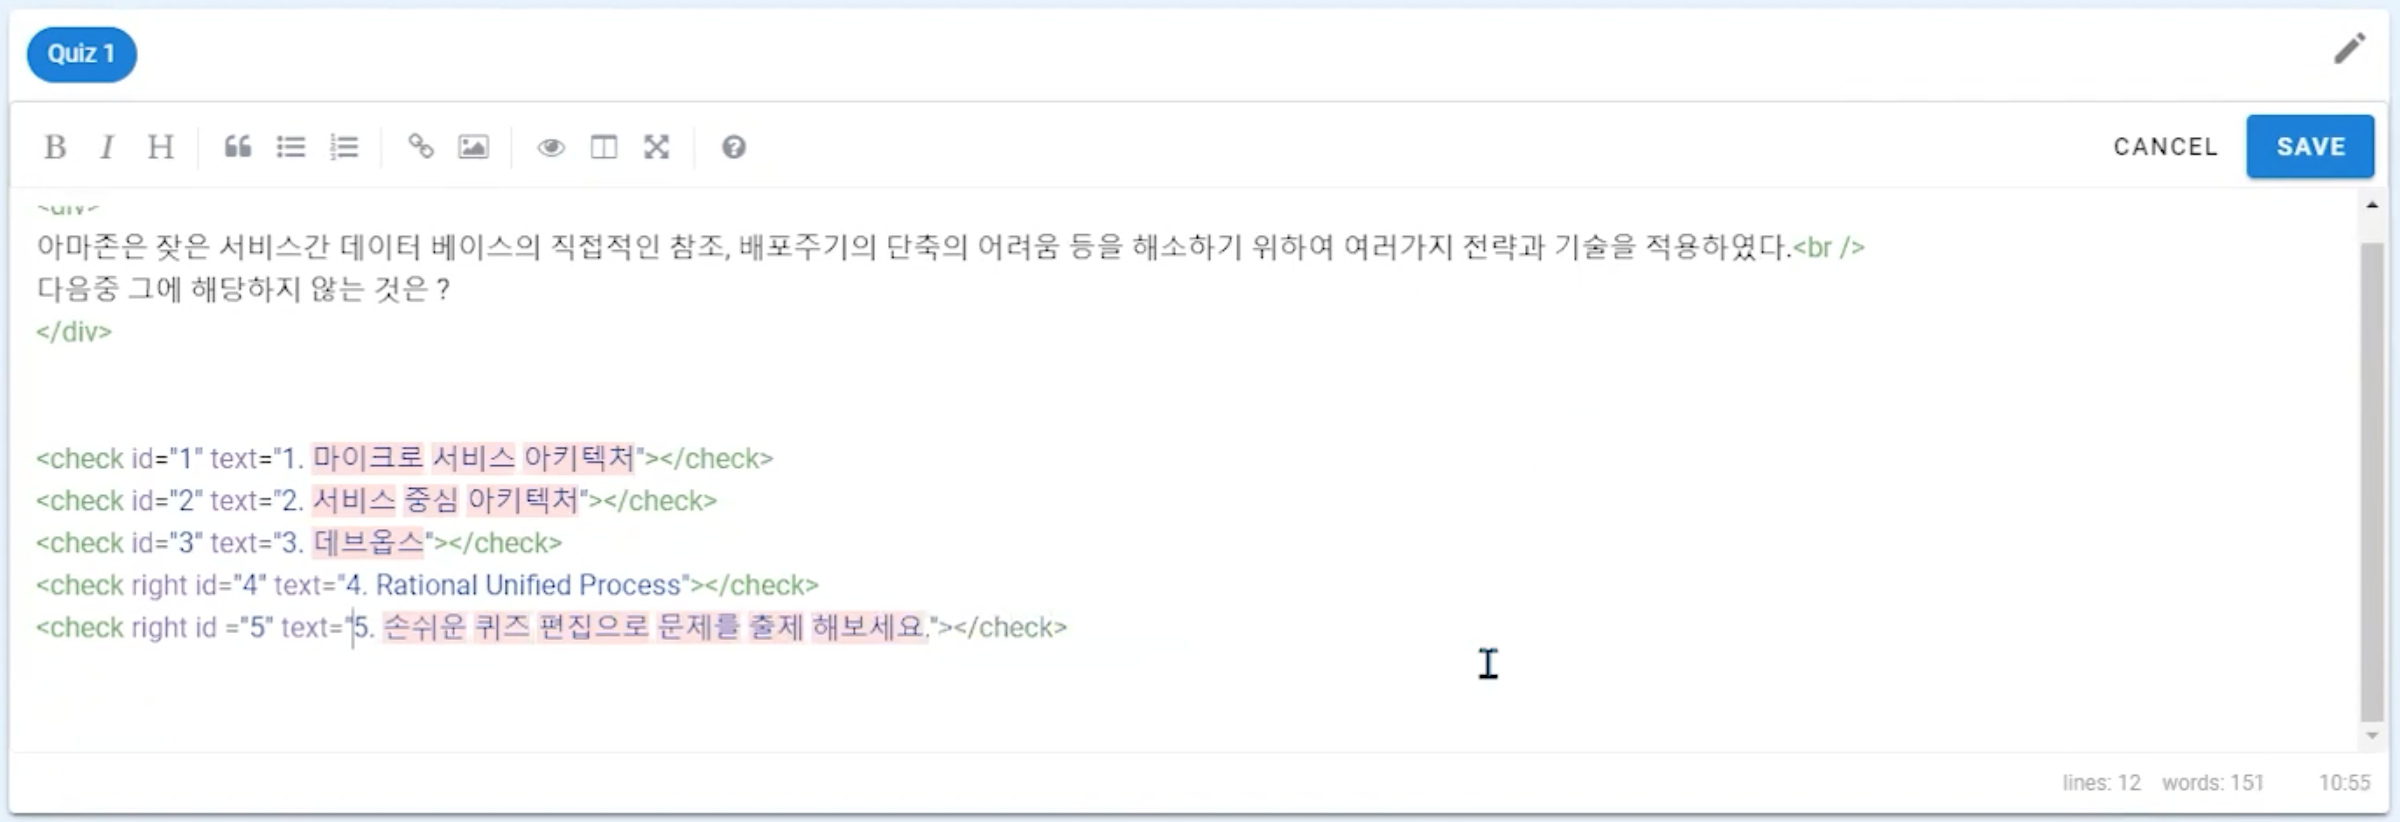 Quiz 1
B I H
CANCEL
SAVE
<div>
아마존은 잦은 서비스간 데이터 베이스의 직접적인 참조, 배포주기의 단축의 어려움 등을 해소하기 위하여 여러가지 전략과 기술을 적용하였다.<br />
다음중 그에 해당하지 않는 것은 ?
</div>
<check id="1" text="1. 마이크로 서비스 아키텍처"></check>
<check id="2" text="2. 서비스 중심 아키텍처"></check>
<check id="3" text="3. 데브옵스"></check>
<check right id="4" text="4. Rational Unified Process"></check>
<check right id ="5" text="5. 손쉬운 퀴즈 편집으로 문제를 출제 해보세요."></check>
lines: 12 words: 151 10:55